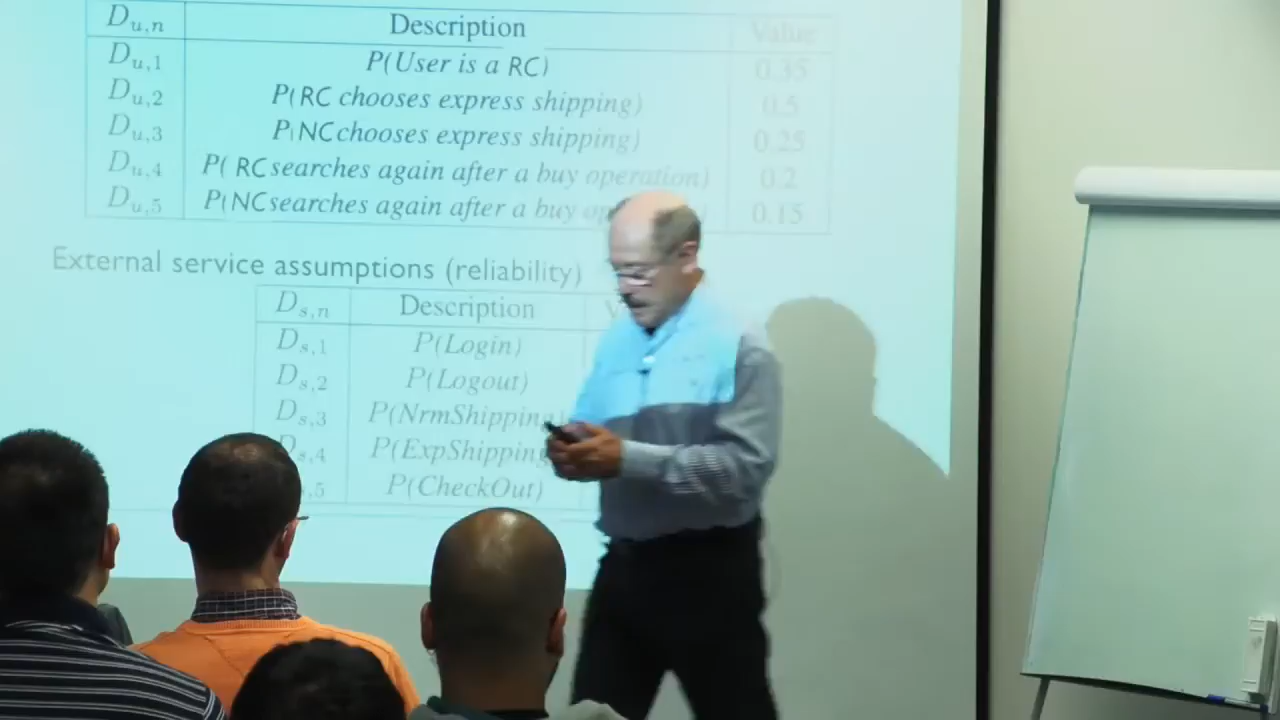 D_{u,n} Description Value
D_{u,1} P(User is a RC) 0.35
D_{u,2} P(RC chooses express shipping) 0.5
D_{u,3} P(NC chooses express shipping) 0.25
D_{u,4} P( RC searches again after a buy operation) 0.2
D_{u,5} P(NC searches again after a buy 0.15
External service assumptions (reliability)
D_{s,n} Description
D_{s,1} P(Login)
D_{s,2} P(Logout)
D_{s,3} P(NrmShipping
D_{s,4} P(ExpShipping
,5 P(CheckOut)